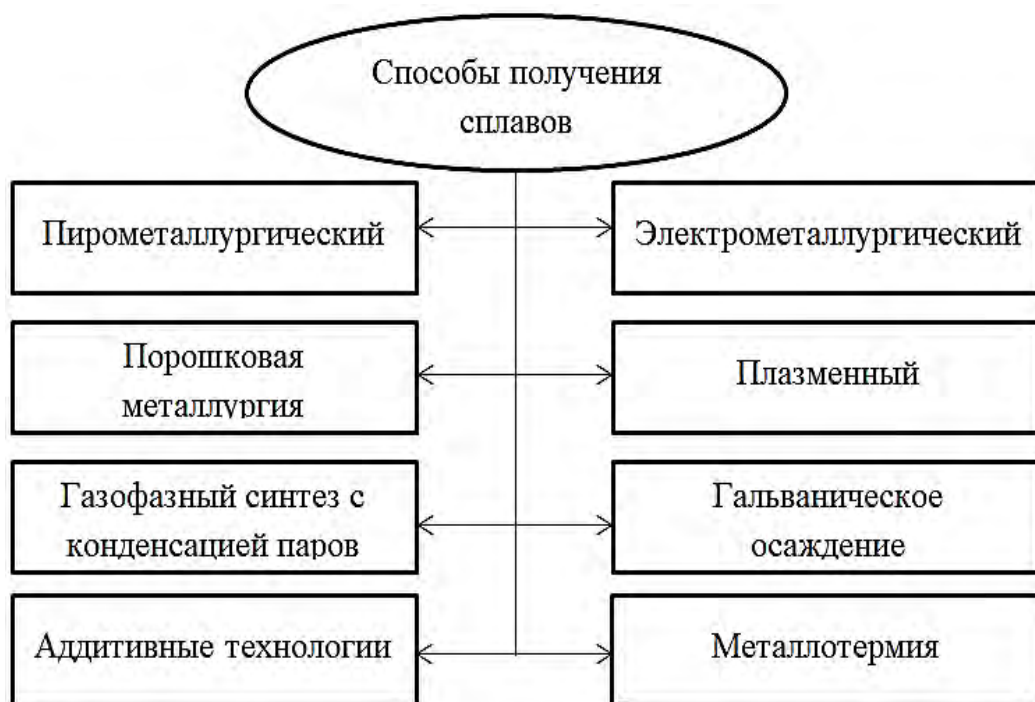 Способы получения
сплавов
Пирометаллургический
Электрометаллургический
Порошковая
металлургия
Плазменный
Газофазный синтез с
конденсацией паров
Гальваническое
осаждение
Аддитивные технологии
Металлотермия